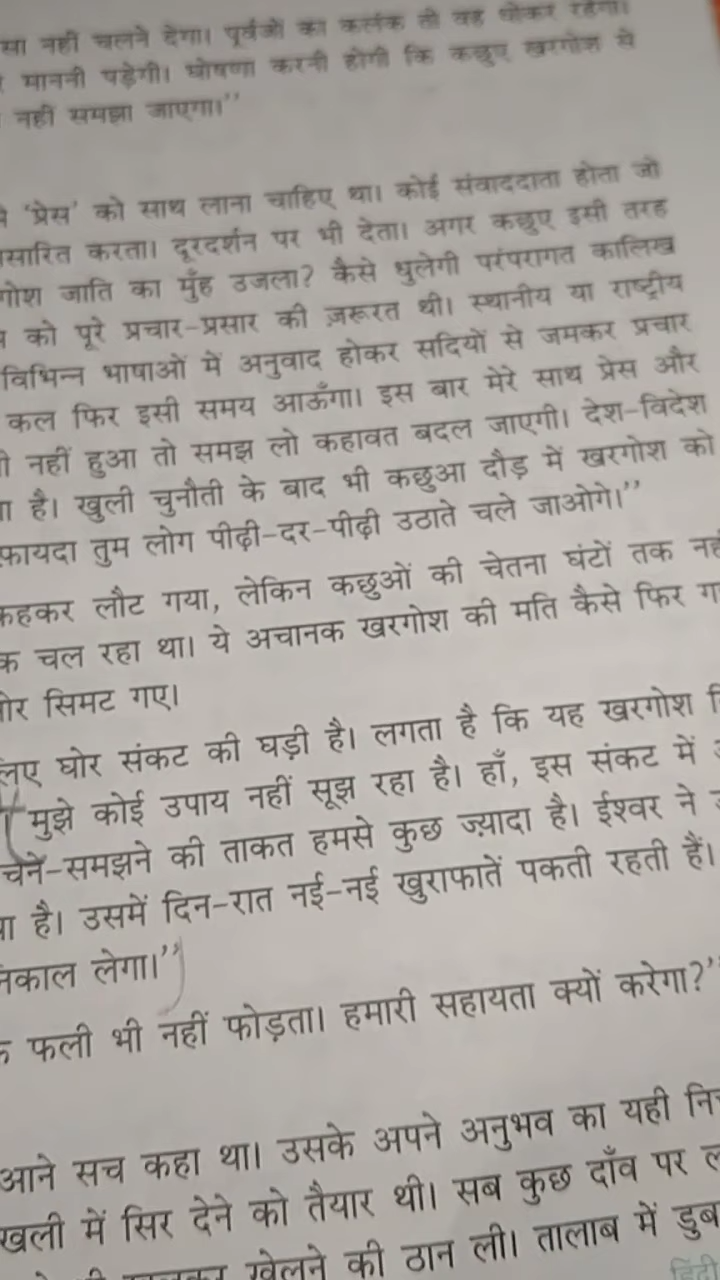 नहीं चलने देगा। पूर्वजों का कलंक तो वह धोकर रहेगा।
माननी पड़ेगी। घोषणा करनी होगी कि कछुए खरगोश से
नहीं समझा जाएगा।”
'प्रेस' को साथ लाना चाहिए था। कोई संवाददाता होता जो
सारित करता। दूरदर्शन पर भी देता। अगर कछुए इसी तरह
गोश जाति का मुँह उजला? कैसे धुलेगी परंपरागत कालिख
को पूरे प्रचार-प्रसार की ज़रूरत थी। स्थानीय या राष्ट्रीय
विभिन्न भाषाओं में अनुवाद होकर सदियों से जमकर प्रचार
कल फिर इसी समय आऊँगा। इस बार मेरे साथ प्रेस और
नहीं हुआ तो समझ लो कहावत बदल जाएगी। देश-विदेश
है। खुली चुनौती के बाद भी कछुआ दौड़ में खरगोश को
फ़ायदा तुम लोग पीढ़ी-दर-पीढ़ी उठाते चले जाओगे।”
कहकर लौट गया, लेकिन कछुओं की चेतना घंटों तक नह
क चल रहा था। ये अचानक खरगोश की मति कैसे फिर ग
ओर सिमट गए।
लिए घोर संकट की घड़ी है। लगता है कि यह खरगोश
मुझे कोई उपाय नहीं सूझ रहा है। हाँ, इस संकट में
चने-समझने की ताकत हमसे कुछ ज़्यादा है। ईश्वर ने
है। उसमें दिन-रात नई-नई खुराफातें पकती रहती हैं।
निकाल लेगा।”
फली भी नहीं फोड़ता। हमारी सहायता क्यों करेगा?”
आने सच कहा था। उसके अपने अनुभव का यही नि
खली में सिर देने को तैयार थी। सब कुछ दाँव पर ल
खेलने की ठान ली। तालाब में डुब
हिंदी